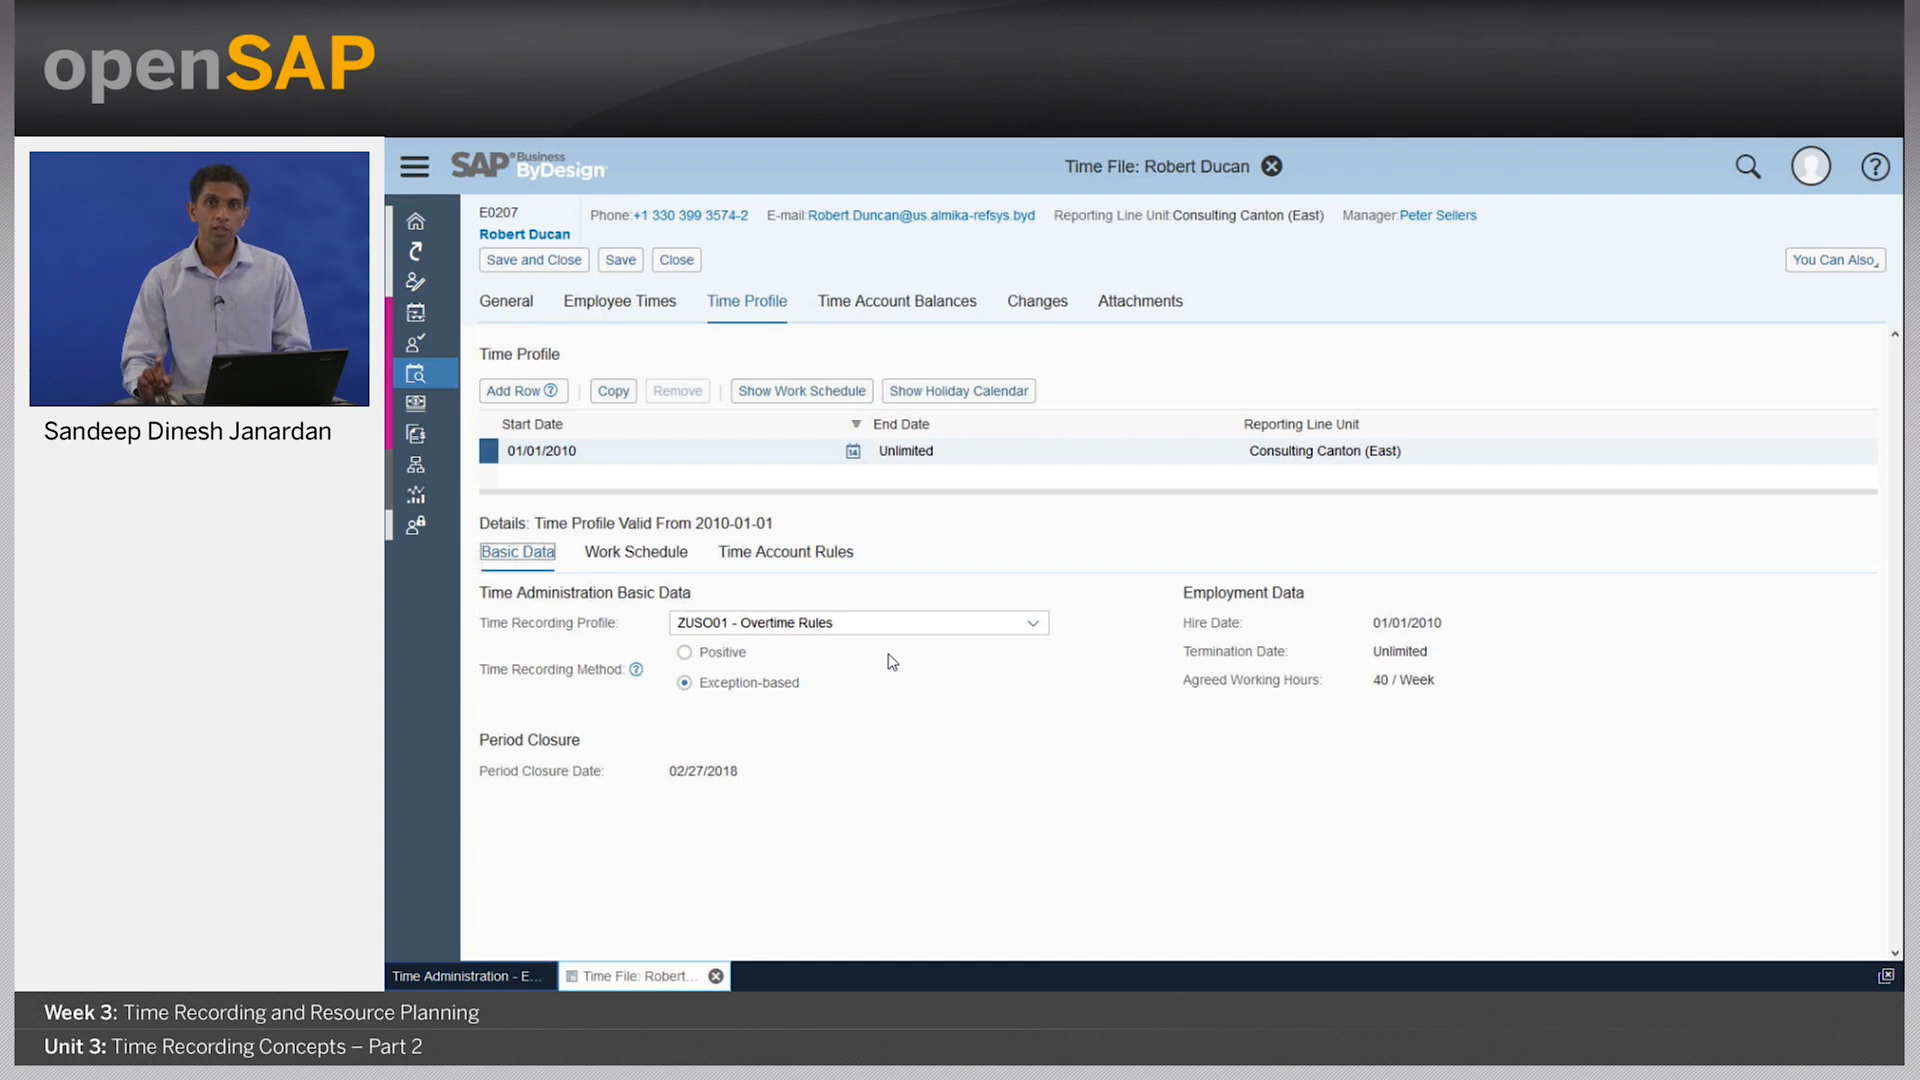 openSAP
Sandeep Dinesh Janardan
SAP Business ByDesign
Time File: Robert Ducan
E0207
Robert Ducan
Phone:+1 330 399 3574-2 E-mail:Robert.Duncan@us.almika-refsys.byd Reporting Line Unit:Consulting Canton (East) Manager:Peter Sellers
Save and Close Save Close You Can Also
General Employee Times Time Profile Time Account Balances Changes Attachments
Time Profile
Add Row Copy Remove Show Work Schedule Show Holiday Calendar
Start Date End Date Reporting Line Unit
01/01/2010 14 Unlimited Consulting Canton (East)
Details: Time Profile Valid From 2010-01-01
Basic Data Work Schedule Time Account Rules
Time Administration Basic Data Employment Data
Time Recording Profile: ZUSO01 - Overtime Rules Hire Date: 01/01/2010
Positive Termination Date: Unlimited
Time Recording Method: Exception-based Agreed Working Hours: 40 / Week
Period Closure
Period Closure Date: 02/27/2018
Time Administration - E... Time File: Robert...
Week 3: Time Recording and Resource Planning
Unit 3: Time Recording Concepts – Part 2